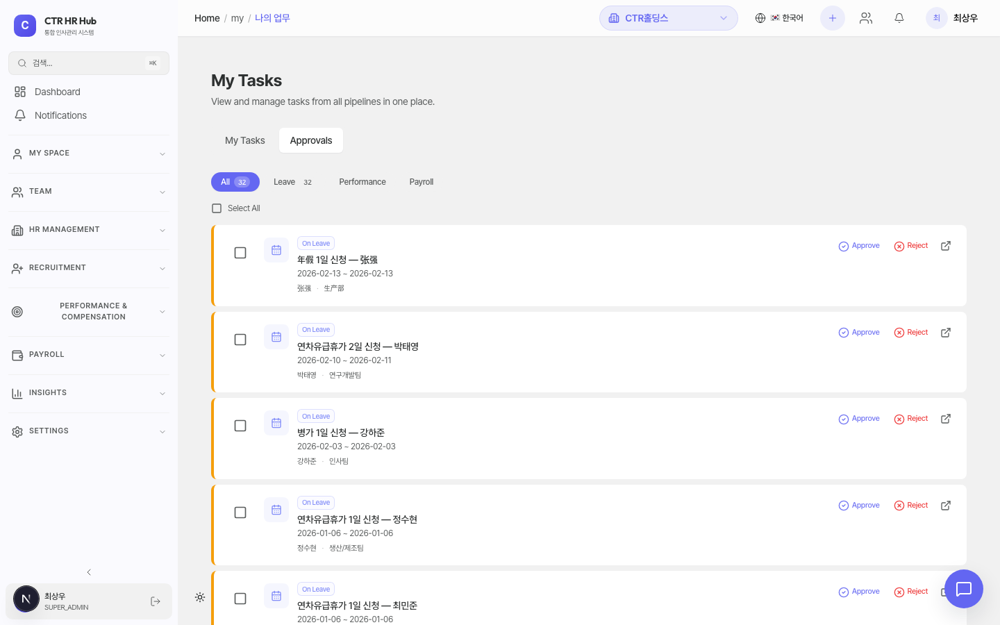 CTR HR Hub
통합 인사관리 시스템
검색...
⌘K
Dashboard
Notifications
MY SPACE
TEAM
HR MANAGEMENT
RECRUITMENT
PERFORMANCE &
COMPENSATION
PAYROLL
INSIGHTS
SETTINGS
N
최상우
SUPER_ADMIN
Home / my / 나의 업무
CTR홀딩스
🇰🇷 한국어
최 최상우
My Tasks
View and manage tasks from all pipelines in one place.
My Tasks Approvals
All 32 Leave 32 Performance Payroll
Select All
On Leave
年假 1일 신청 — 张强
2026-02-13 ~ 2026-02-13
张强 · 生产部
Approve Reject
On Leave
연차유급휴가 2일 신청 — 박태영
2026-02-10 ~ 2026-02-11
박태영 · 연구개발팀
Approve Reject
On Leave
병가 1일 신청 — 강하준
2026-02-03 ~ 2026-02-03
강하준 · 인사팀
Approve Reject
On Leave
연차유급휴가 1일 신청 — 정수현
2026-01-06 ~ 2026-01-06
정수현 · 생산/제조팀
Approve Reject
On Leave
연차유급휴가 1일 신청 — 최민준
2026-01-06 ~ 2026-01-06
Approve Reject